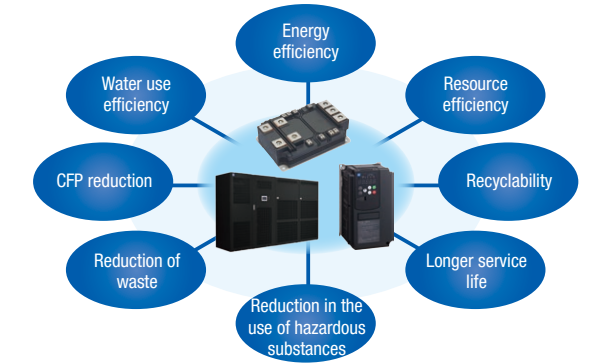 Energy
efficiency
Water use
efficiency
Resource
efficiency
CFP reduction
Recyclability
Reduction of
waste
Longer service
life
Reduction in the
use of hazardous
substances